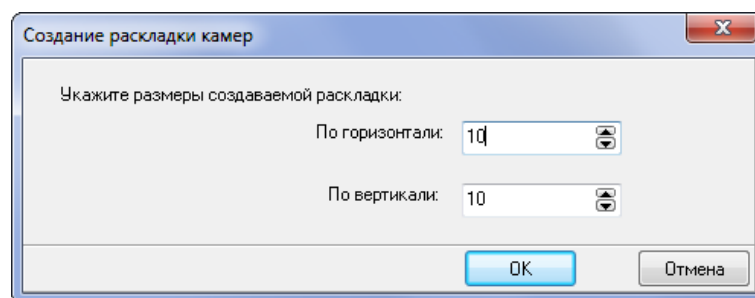 Создание раскладки камер
Укажите размеры создаваемой раскладки:
По горизонтали: 10
По вертикали: 10
OK Отмена